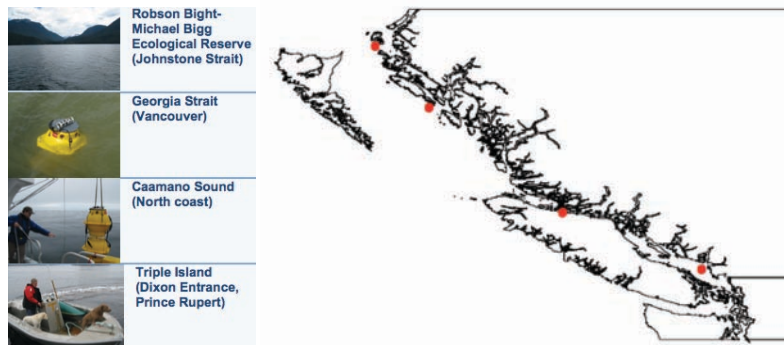 Robson Bight-
Michael Bigg
Ecological Reserve
(Johnstone Strait)
Georgia Strait
(Vancouver)
Caamano Sound
(North coast)
Triple Island
(Dixon Entrance,
Prince Rupert)